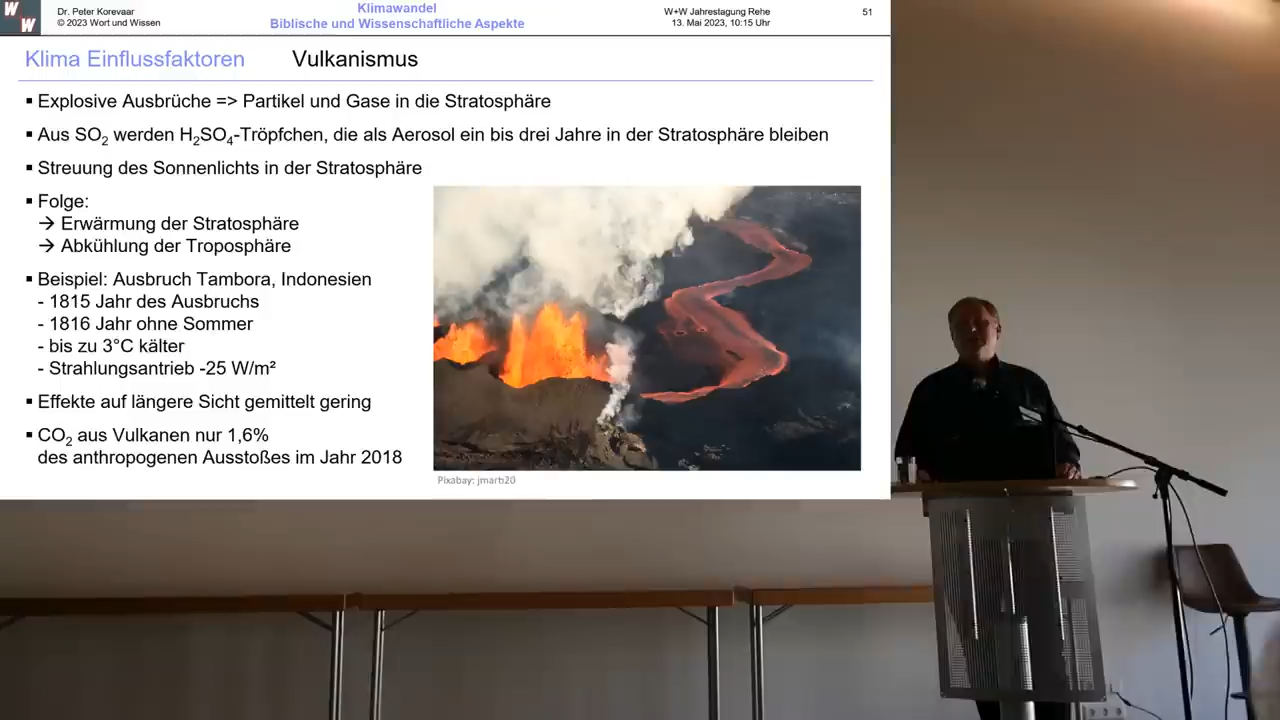 W+W
Dr. Peter Korevaar
© 2023 Wort und Wissen
Klimawandel
Biblische und Wissenschaftliche Aspekte
W+W Jahrestagung Rehe
13. Mai 2023, 10:15 Uhr
51
Klima Einflussfaktoren Vulkanismus
▪ Explosive Ausbrüche => Partikel und Gase in die Stratosphäre
▪ Aus SO₂ werden H₂SO₄-Tröpfchen, die als Aerosol ein bis drei Jahre in der Stratosphäre bleiben
▪ Streuung des Sonnenlichts in der Stratosphäre
▪ Folge:
→ Erwärmung der Stratosphäre
→ Abkühlung der Troposphäre
▪ Beispiel: Ausbruch Tambora, Indonesien
- 1815 Jahr des Ausbruchs
- 1816 Jahr ohne Sommer
- bis zu 3°C kälter
- Strahlungsantrieb -25 W/m²
▪ Effekte auf längere Sicht gemittelt gering
▪ CO₂ aus Vulkanen nur 1,6%
des anthropogenen Ausstoßes im Jahr 2018
Pixabay: jmarti20